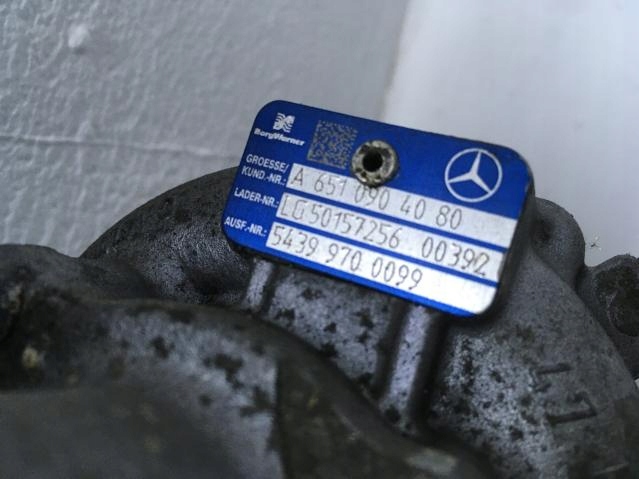 BorgWarner
GROESSE/
KUND.-NR.: A 651 090 40 80
LADER-NR.: LG 50157256 00392
AUSF.-NR.: 5439 970 0099